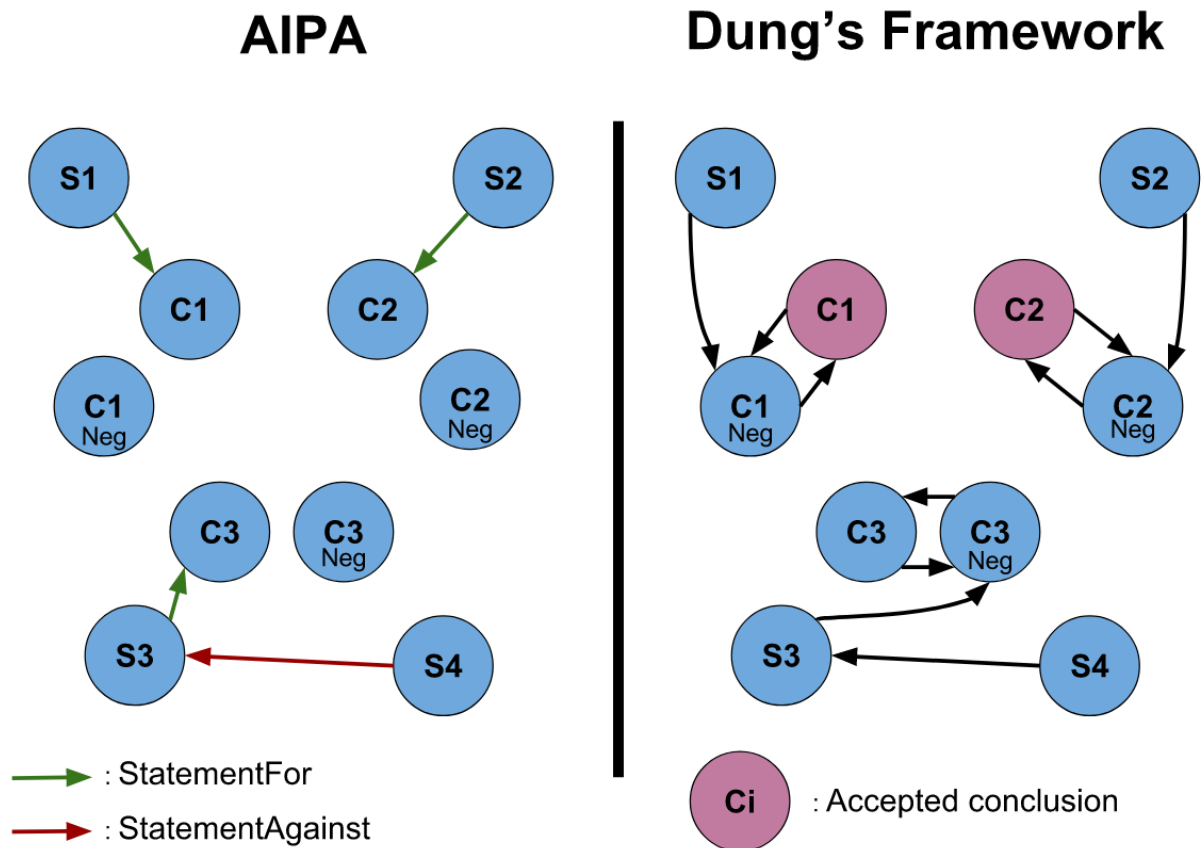 AIPA
Dung's Framework
S1
S2
C1
C2
C1
Neg
C2
Neg
C3
C3
Neg
S3
S4
: StatementFor
: StatementAgainst
S1
S2
C1
C2
C1
Neg
C2
Neg
C3
C3
Neg
S3
S4
Ci
: Accepted conclusion